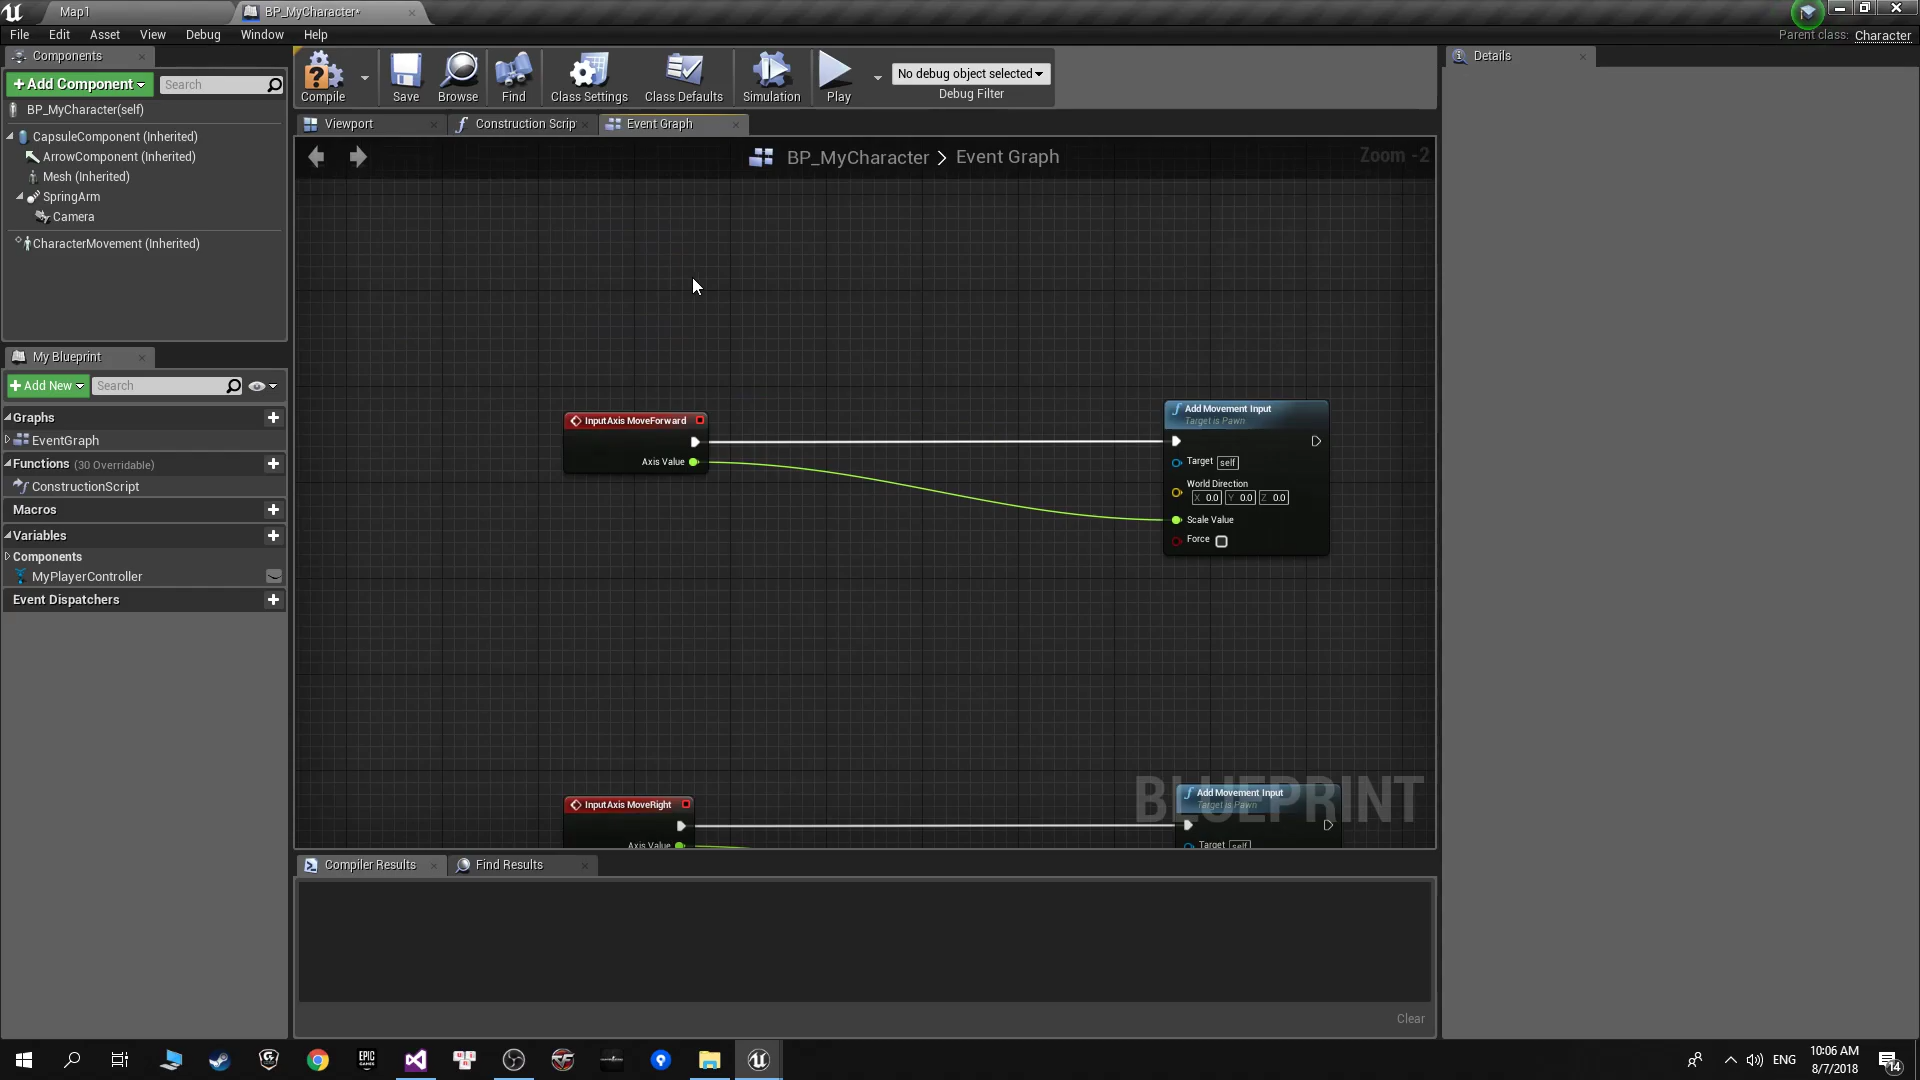 Map1
BP_MyCharacter*
File Edit Asset View Debug Window Help
Parent class: Character
Components
+Add Component
Search
BP_MyCharacter(self)
CapsuleComponent (Inherited)
ArrowComponent (Inherited)
Mesh (Inherited)
SpringArm
Camera
CharacterMovement (Inherited)
My Blueprint
+Add New
Search
Graphs
EventGraph
Functions (30 Overridable)
ConstructionScript
Macros
Variables
Components
MyPlayerController
Event Dispatchers
Compile
Save
Browse
Find
Class Settings
Class Defaults
Simulation
Play
No debug object selected
Debug Filter
Viewport
Construction Scrip
Event Graph
BP_MyCharacter > Event Graph
Zoom -2
InputAxis MoveForward
Axis Value
Add Movement Input
Target is Pawn
Target self
World Direction
X 0.0 Y 0.0 Z 0.0
Scale Value
Force
InputAxis MoveRight
Axis Value
Add Movement Input
Target is Pawn
Target self
BLUEPRINT
Compiler Results
Find Results
Clear
Details
EPIC
GAMES
ENG
10:06 AM
8/7/2018
14